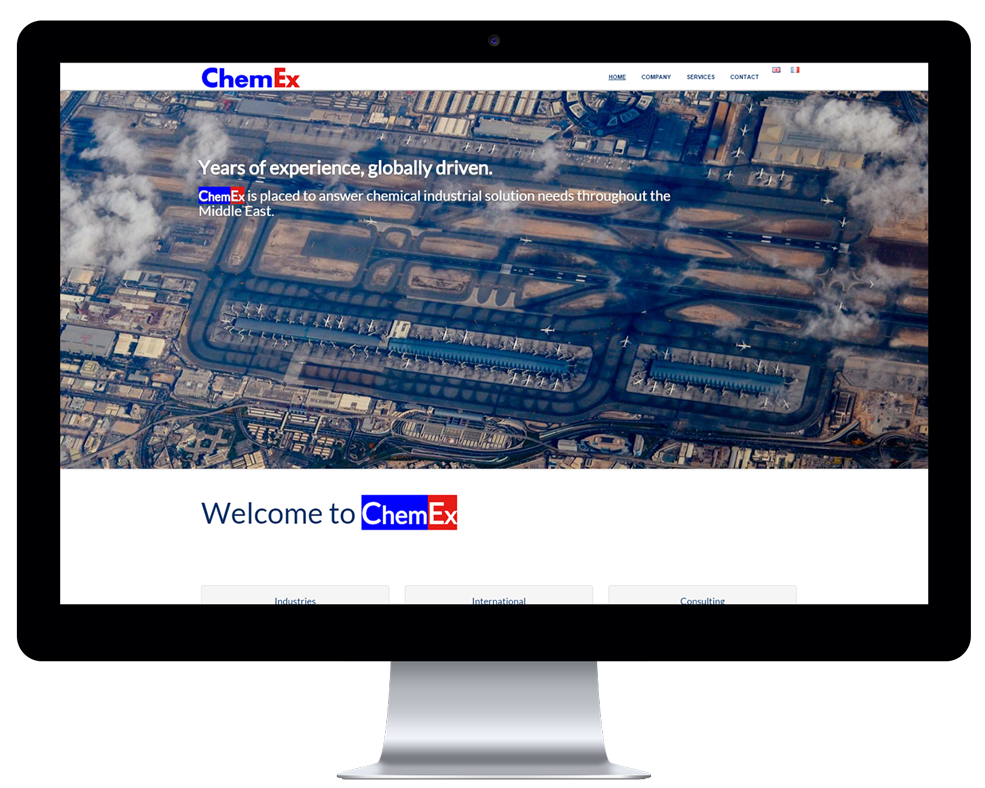 ChemEx
HOME COMPANY SERVICES CONTACT
Years of experience, globally driven.
ChemEx is placed to answer chemical industrial solution needs throughout the
Middle East.
Welcome to ChemEx
Industries International Consulting